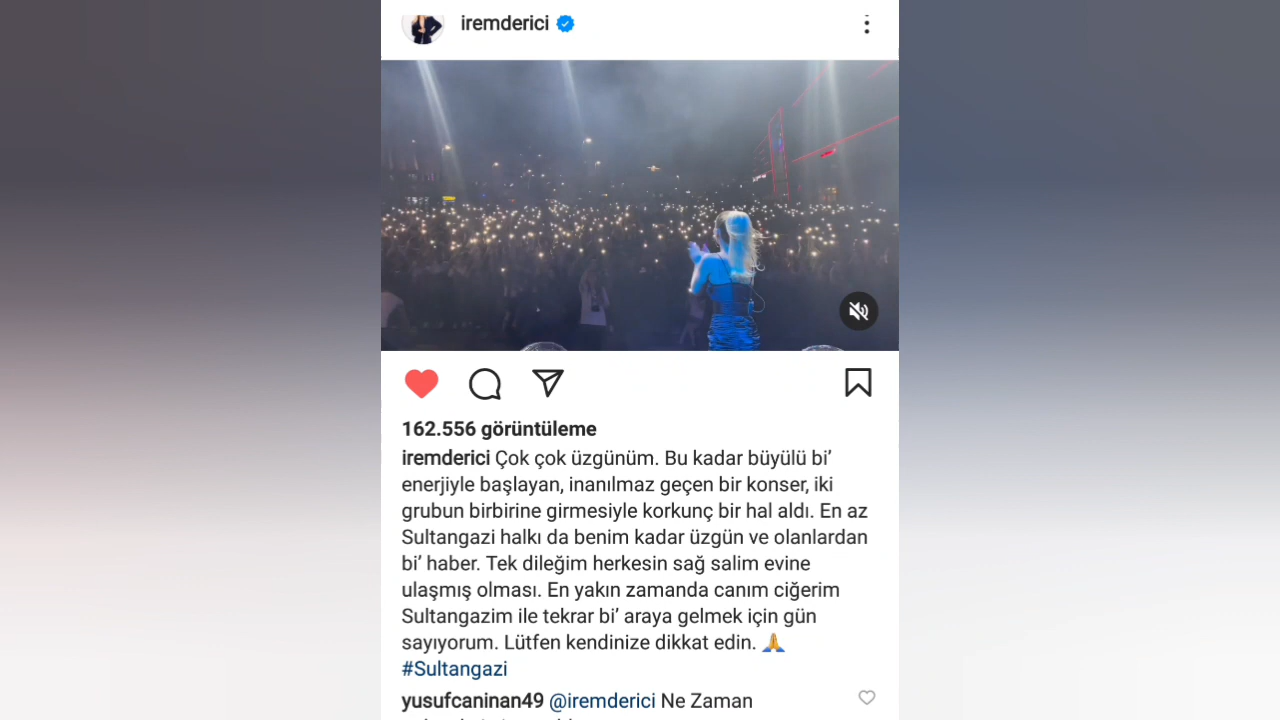 iremderici
162.556 görüntüleme
iremderici Çok çok üzgünüm. Bu kadar büyülü bi’
enerjiyle başlayan, inanılmaz geçen bir konser, iki
grubun birbirine girmesiyle korkunç bir hal aldı. En az
Sultangazi halkı da benim kadar üzgün ve olanlardan
bi’ haber. Tek dileğim herkesin sağ salim evine
ulaşmış olması. En yakın zamanda canım ciğerim
Sultangazim ile tekrar bi’ araya gelmek için gün
sayıyorum. Lütfen kendinize dikkat edin. 🙏
#Sultangazi
yusufcaninan49 @iremderici Ne Zaman